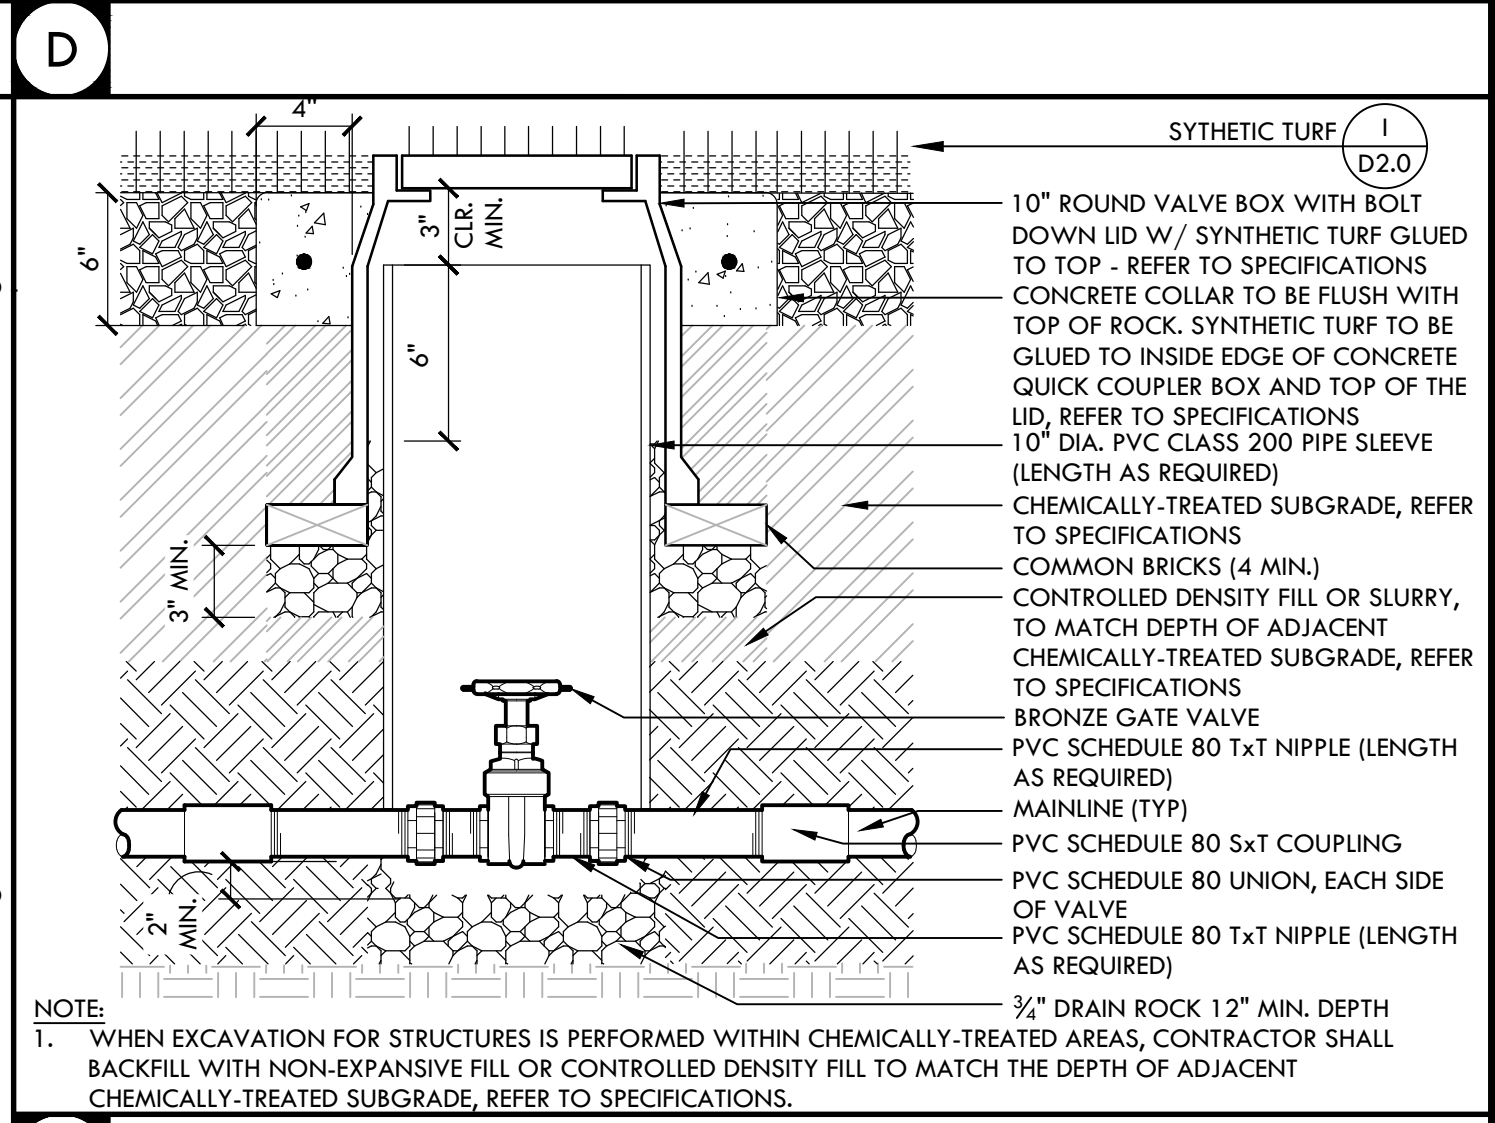 D
4"
SYTHETIC TURF
I
D2.0
10" ROUND VALVE BOX WITH BOLT
DOWN LID W/ SYNTHETIC TURF GLUED
TO TOP - REFER TO SPECIFICATIONS
CONCRETE COLLAR TO BE FLUSH WITH
TOP OF ROCK. SYNTHETIC TURF TO BE
GLUED TO INSIDE EDGE OF CONCRETE
QUICK COUPLER BOX AND TOP OF THE
LID, REFER TO SPECIFICATIONS
10" DIA. PVC CLASS 200 PIPE SLEEVE
(LENGTH AS REQUIRED)
CHEMICALLY-TREATED SUBGRADE, REFER
TO SPECIFICATIONS
COMMON BRICKS (4 MIN.)
CONTROLLED DENSITY FILL OR SLURRY,
TO MATCH DEPTH OF ADJACENT
CHEMICALLY-TREATED SUBGRADE, REFER
TO SPECIFICATIONS
BRONZE GATE VALVE
PVC SCHEDULE 80 TxT NIPPLE (LENGTH
AS REQUIRED)
MAINLINE (TYP)
PVC SCHEDULE 80 SxT COUPLING
PVC SCHEDULE 80 UNION, EACH SIDE
OF VALVE
PVC SCHEDULE 80 TxT NIPPLE (LENGTH
AS REQUIRED)
¾" DRAIN ROCK 12" MIN. DEPTH
6"
3"
CLR.
MIN.
6"
3" MIN.
2"
MIN.
NOTE:
1. WHEN EXCAVATION FOR STRUCTURES IS PERFORMED WITHIN CHEMICALLY-TREATED AREAS, CONTRACTOR SHALL
BACKFILL WITH NON-EXPANSIVE FILL OR CONTROLLED DENSITY FILL TO MATCH THE DEPTH OF ADJACENT
CHEMICALLY-TREATED SUBGRADE, REFER TO SPECIFICATIONS.